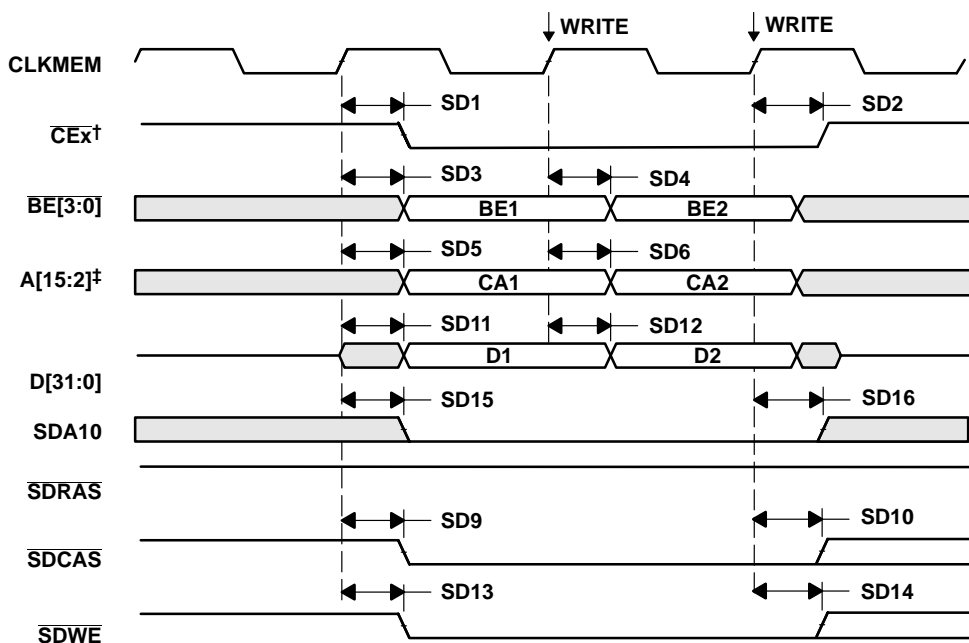 WRITE WRITE
CLKMEM
SD1 SD2
CEx†
SD3 SD4
BE[3:0] BE1 BE2
SD5 SD6
A[15:2]‡ CA1 CA2
SD11 SD12
D1 D2
D[31:0]
SD15 SD16
SDA10
SDRAS
SD9 SD10
SDCAS
SD13 SD14
SDWE